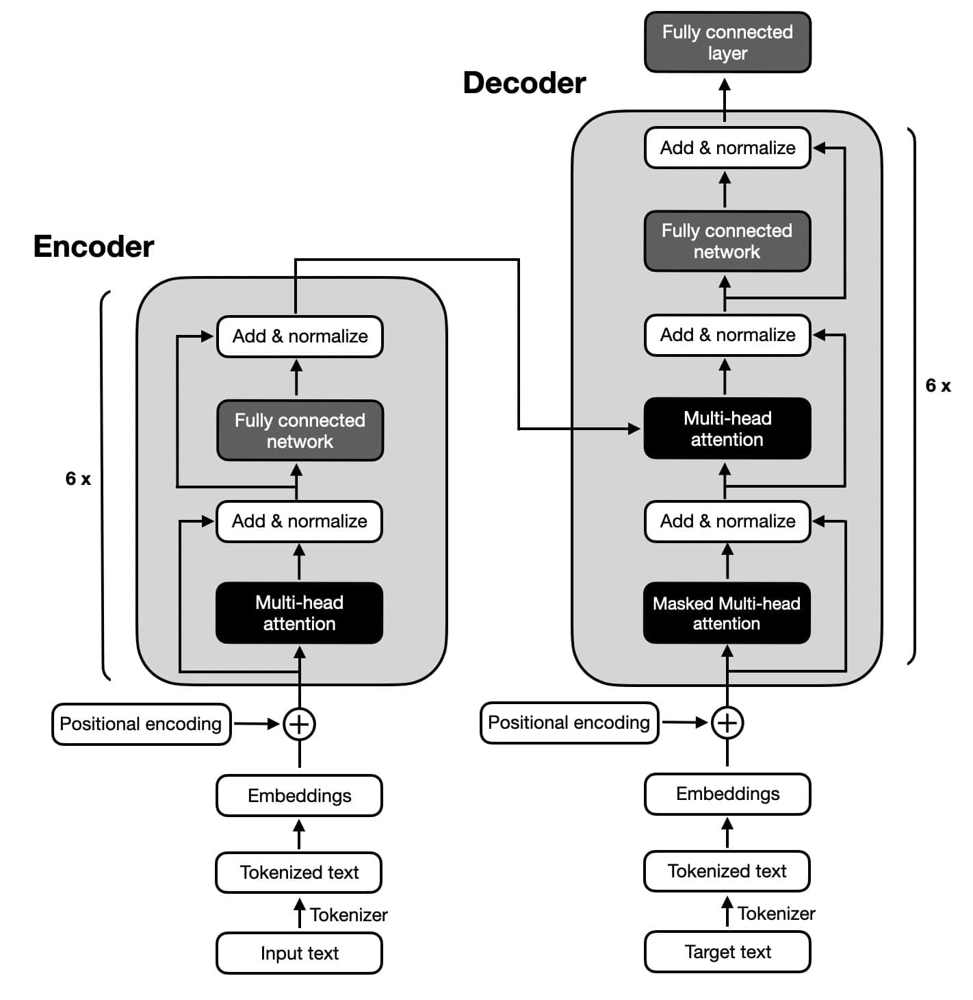 Encoder
Add & normalize
Fully connected
network
6 x
Add & normalize
Multi-head
attention
Positional encoding
Embeddings
Tokenized text
Tokenizer
Input text
Fully connected
layer
Decoder
Add & normalize
Fully connected
network
Add & normalize
6 x
Multi-head
attention
Add & normalize
Masked Multi-head
attention
Positional encoding
Embeddings
Tokenized text
Tokenizer
Target text